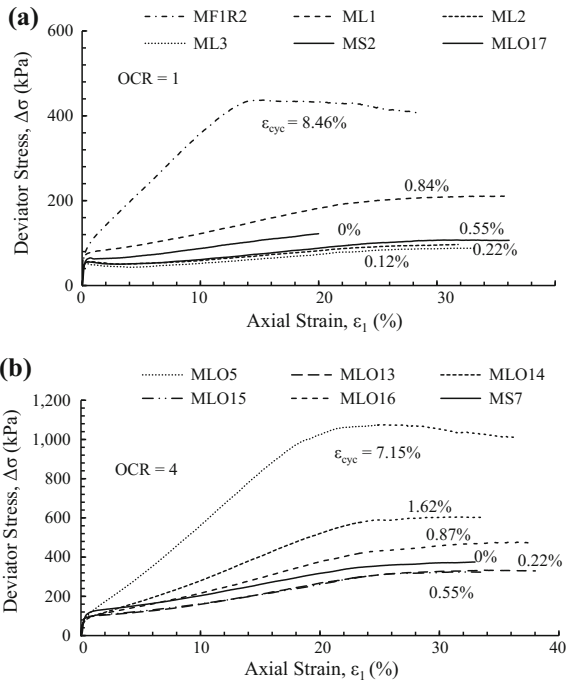 (a)
MF1R2 ML1 ML2
ML3 MS2 MLO17
600
400
200
0
Deviator Stress, Δσ (kPa)
OCR = 1
ε_cyc = 8.46%
0.84%
0%
0.55%
0.22%
0.12%
0 10 20 30 40
Axial Strain, ε₁ (%)
(b)
MLO5 MLO13 MLO14
MLO15 MLO16 MS7
1,200
1,000
800
600
400
200
0
Deviator Stress, Δσ (kPa)
OCR = 4
ε_cyc = 7.15%
1.62%
0.87%
0%
0.22%
0.55%
0 10 20 30 40
Axial Strain, ε₁ (%)